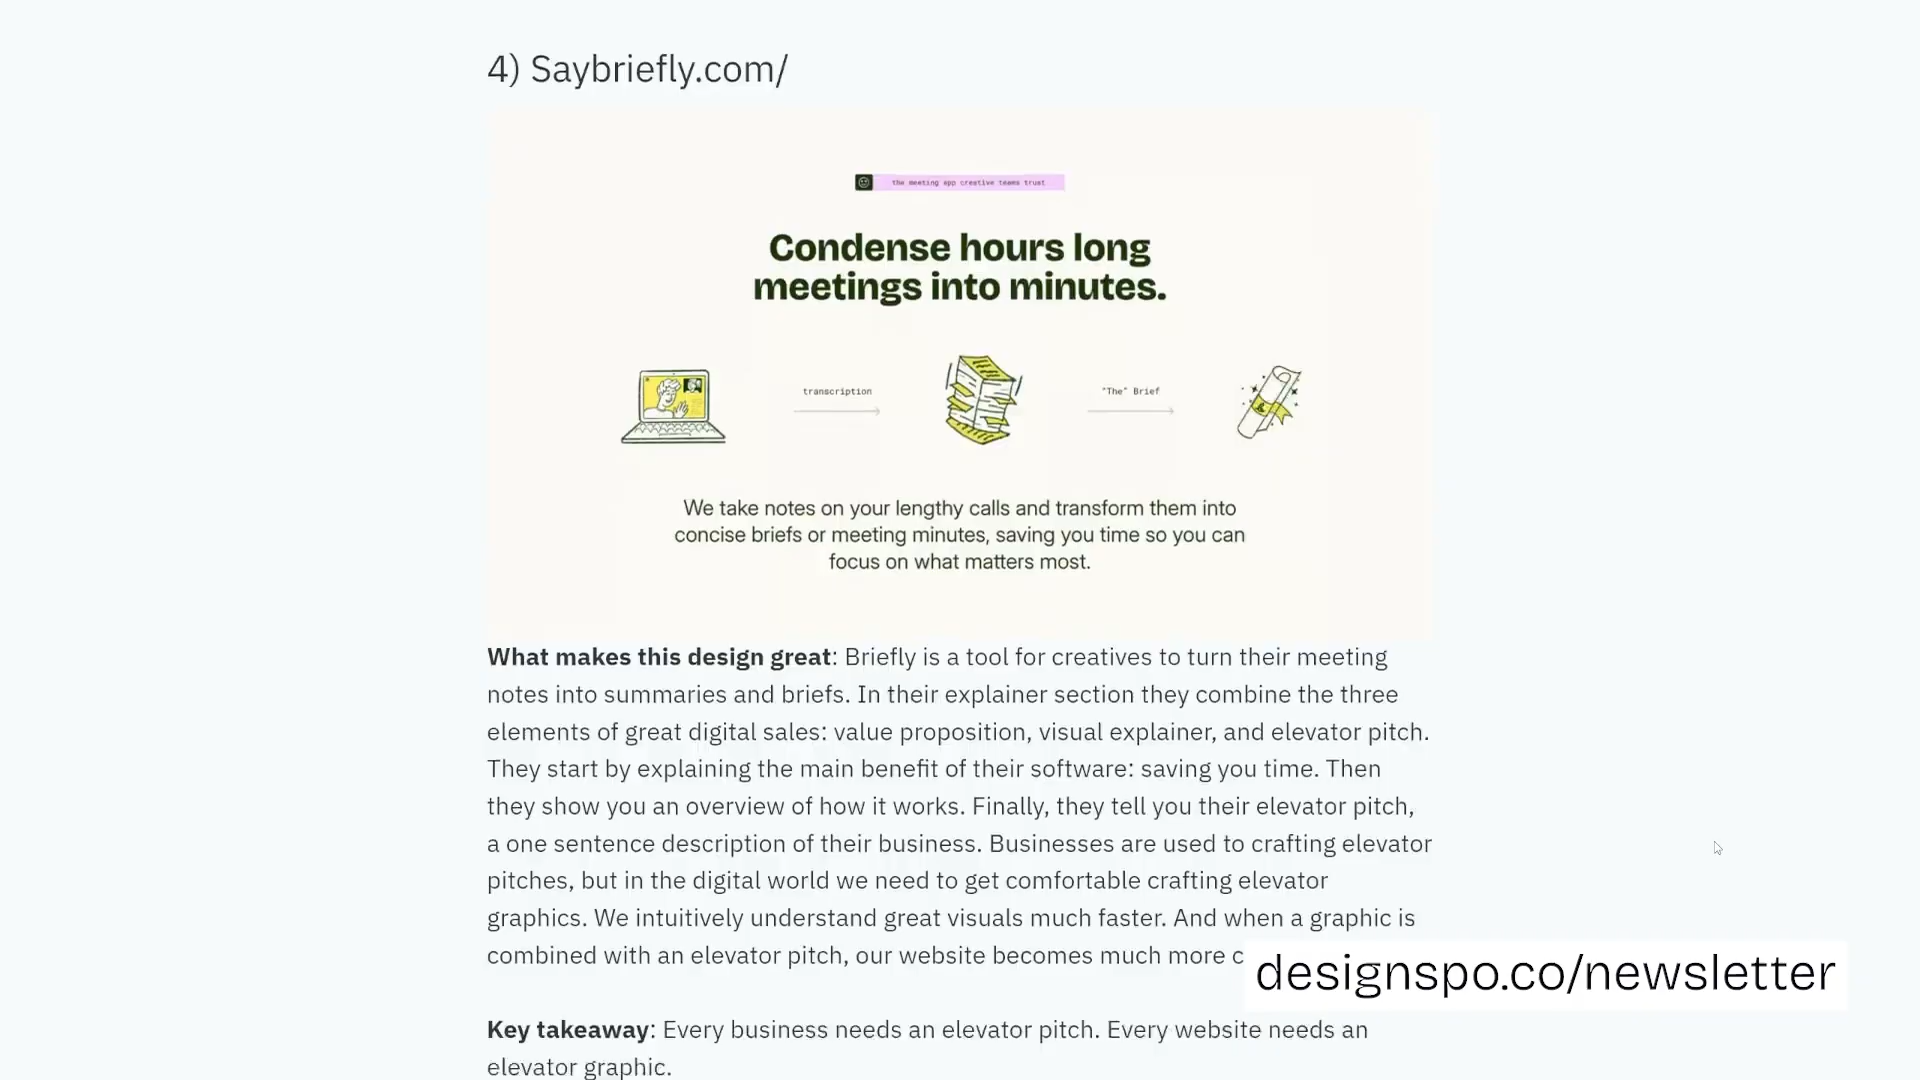 4) Saybriefly.com/
the meeting app creative teams trust
Condense hours long
meetings into minutes.
transcription
"The" Brief
We take notes on your lengthy calls and transform them into
concise briefs or meeting minutes, saving you time so you can
focus on what matters most.
What makes this design great: Briefly is a tool for creatives to turn their meeting
notes into summaries and briefs. In their explainer section they combine the three
elements of great digital sales: value proposition, visual explainer, and elevator pitch.
They start by explaining the main benefit of their software: saving you time. Then
they show you an overview of how it works. Finally, they tell you their elevator pitch,
a one sentence description of their business. Businesses are used to crafting elevator
pitches, but in the digital world we need to get comfortable crafting elevator
graphics. We intuitively understand great visuals much faster. And when a graphic is
combined with an elevator pitch, our website becomes much more
designspo.co/newsletter
Key takeaway: Every business needs an elevator pitch. Every website needs an
elevator graphic.